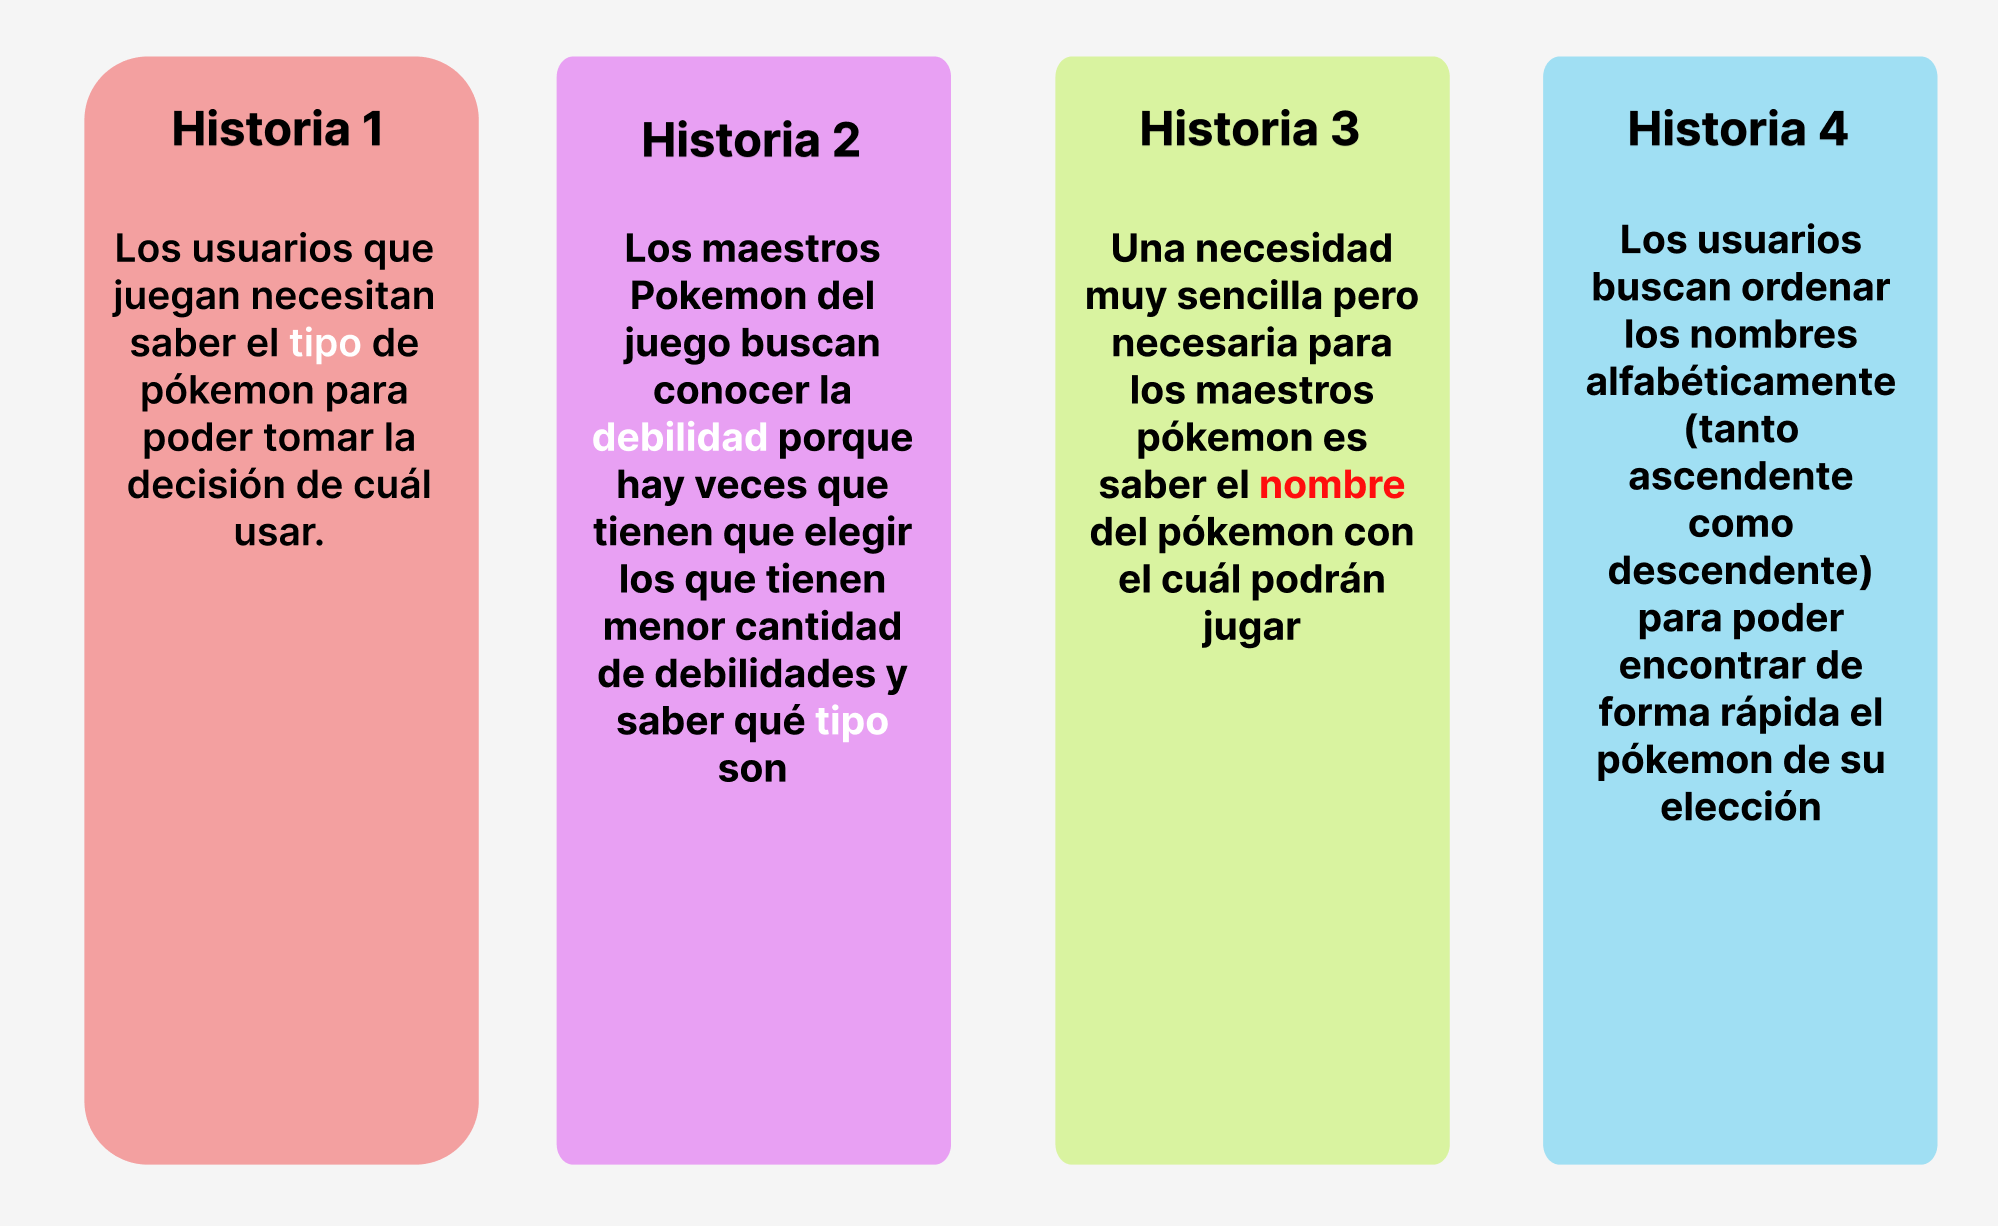 Historia 1
Los usuarios que
juegan necesitan
saber el tipo de
pókemon para
poder tomar la
decisión de cuál
usar.
Historia 2
Los maestros
Pokemon del
juego buscan
conocer la
debilidad porque
hay veces que
tienen que elegir
los que tienen
menor cantidad
de debilidades y
saber qué tipo
son
Historia 3
Una necesidad
muy sencilla pero
necesaria para
los maestros
pókemon es
saber el nombre
del pókemon con
el cuál podrán
jugar
Historia 4
Los usuarios
buscan ordenar
los nombres
alfabéticamente
(tanto
ascendente
como
descendente)
para poder
encontrar de
forma rápida el
pókemon de su
elección